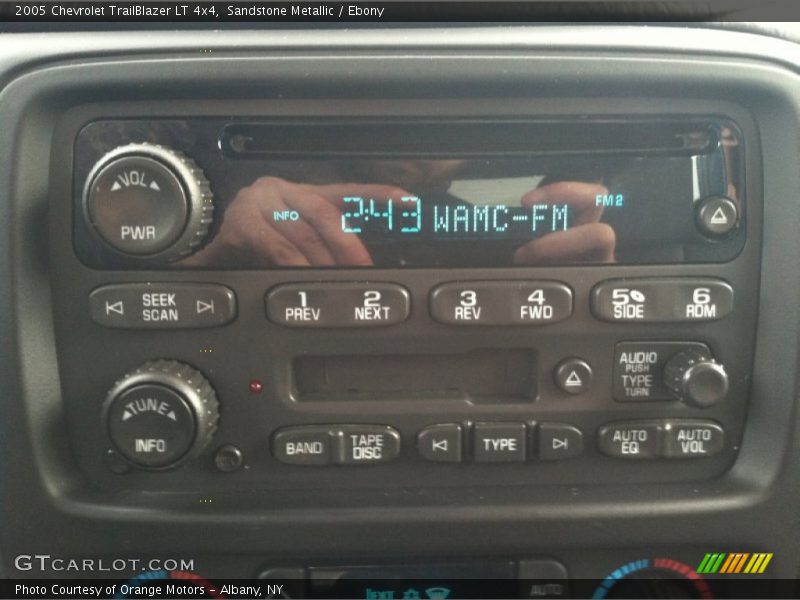 2005 Chevrolet TrailBlazer LT 4x4, Sandstone Metallic / Ebony
VOL
PWR
INFO 2:43 WAMC-FM FM2
SEEK SCAN
1 PREV 2 NEXT
3 REV 4 FWD
5 SIDE 6 RDM
AUDIO
PUSH
TYPE
TURN
TUNE
INFO
BAND TAPE DISC
TYPE
AUTO EQ AUTO VOL
GTCARLOT.COM
NEXT
AUTO
Photo Courtesy of Orange Motors - Albany, NY